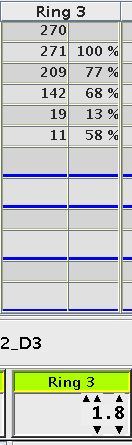 Ring 3
270
271 100 %
209 77 %
142 68 %
19 13 %
11 58 %
2_D3
Ring 3
1.8